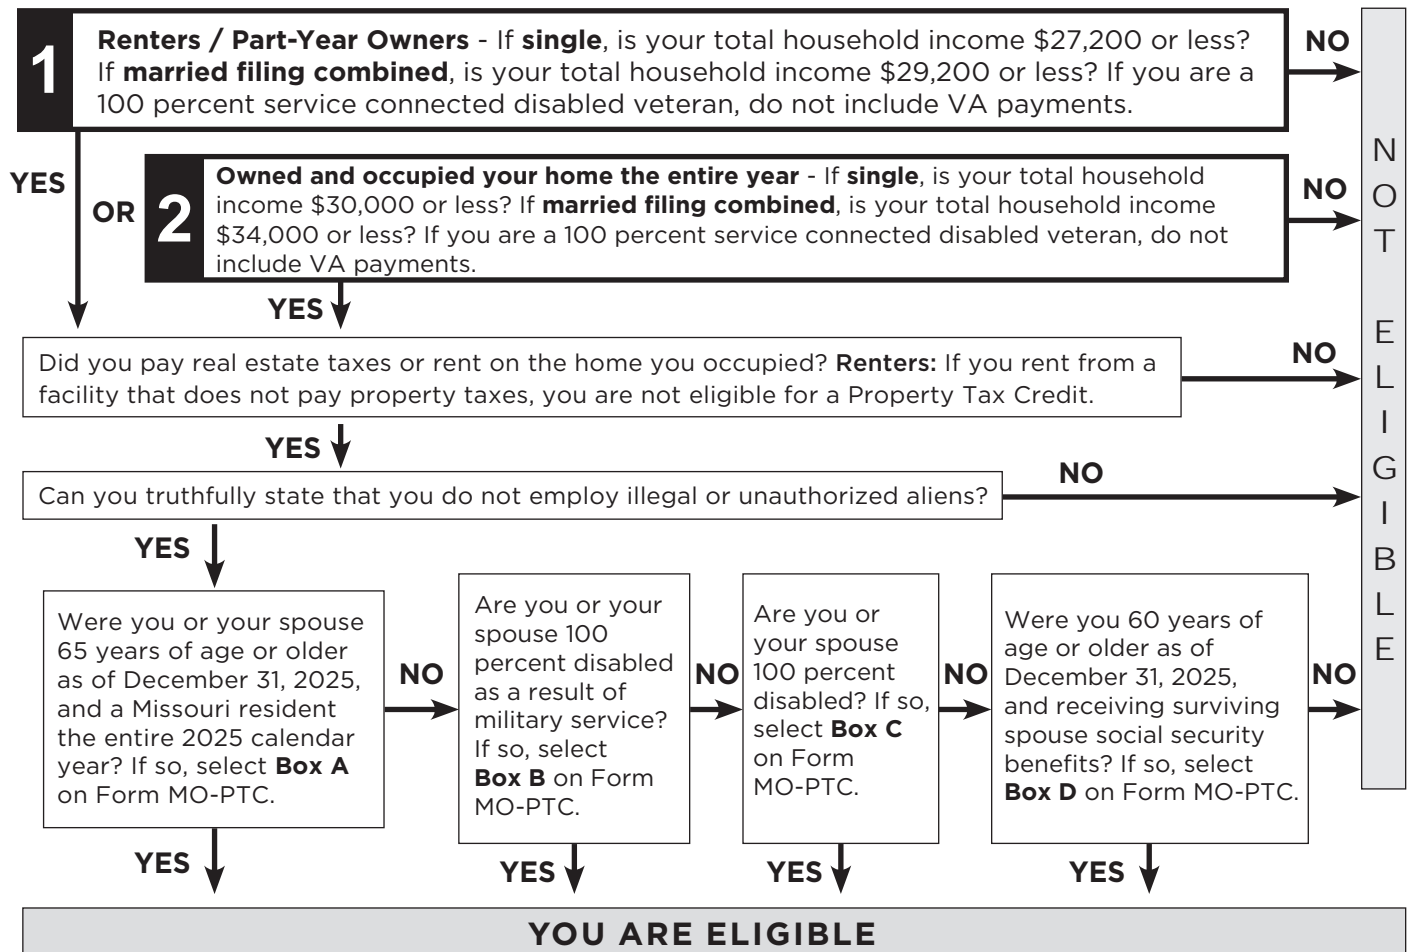 1
Renters / Part-Year Owners - If single, is your total household income $27,200 or less?
If married filing combined, is your total household income $29,200 or less? If you are a
100 percent service connected disabled veteran, do not include VA payments.
NO
YES
OR
2
Owned and occupied your home the entire year - If single, is your total household
income $30,000 or less? If married filing combined, is your total household income
$34,000 or less? If you are a 100 percent service connected disabled veteran, do not
include VA payments.
NO
YES
Did you pay real estate taxes or rent on the home you occupied? Renters: If you rent from a
facility that does not pay property taxes, you are not eligible for a Property Tax Credit.
NO
YES
Can you truthfully state that you do not employ illegal or unauthorized aliens?
NO
YES
Were you or your spouse
65 years of age or older
as of December 31, 2025,
and a Missouri resident
the entire 2025 calendar
year? If so, select Box A
on Form MO-PTC.
NO
YES
Are you or your
spouse 100
percent disabled
as a result of
military service?
If so, select
Box B on Form
MO-PTC.
NO
YES
Are you or
your spouse
100 percent
disabled? If so,
select Box C
on Form
MO-PTC.
NO
YES
Were you 60 years of
age or older as of
December 31, 2025,
and receiving surviving
spouse social security
benefits? If so, select
Box D on Form MO-PTC.
NO
YES
NOT ELIGIBLE
YOU ARE ELIGIBLE